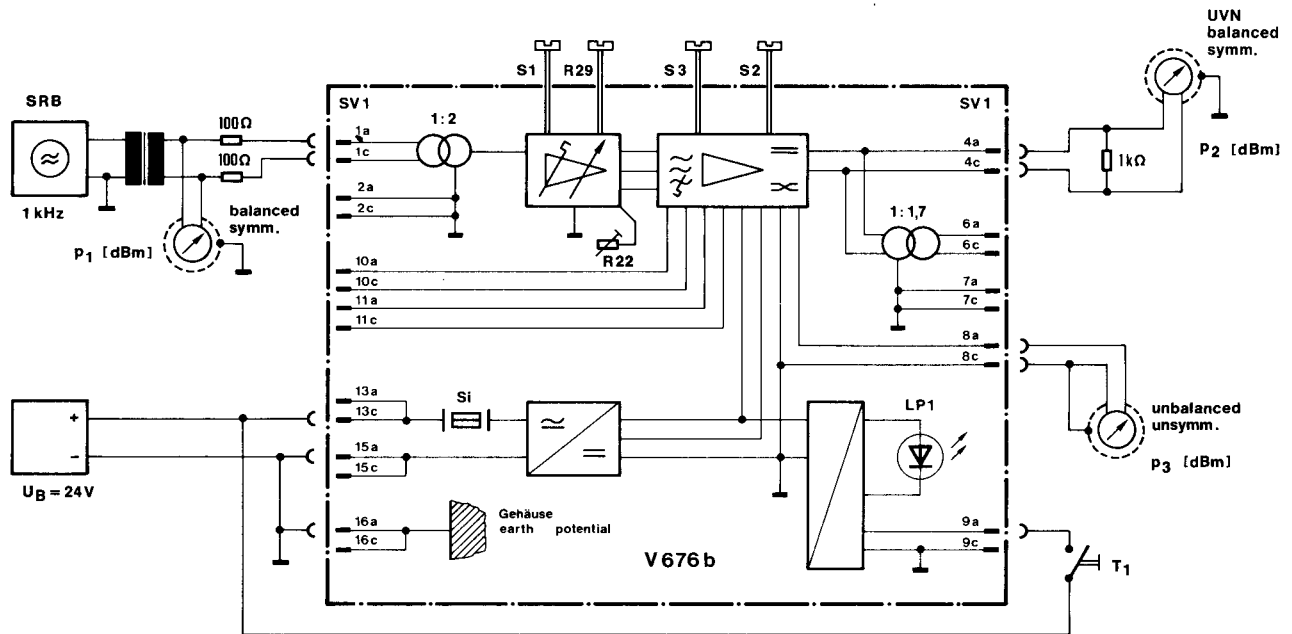 UVN
balanced
symm.
S1
R29
S3
S2
SRB
SV1
SV1
100Ω
1:2
1a
1c
100Ω
4a
4c
1kΩ
p2 [dBm]
2a
2c
1 kHz
balanced
symm.
p1 [dBm]
1:1,7
6a
6c
R22
10a
10c
11a
11c
7a
7c
8a
8c
13a
13c
Si
LP1
unbalanced
unsymm.
p3 [dBm]
+
−
15a
15c
UB = 24V
16a
16c
Gehäuse
earth potential
9a
9c
V676b
T1